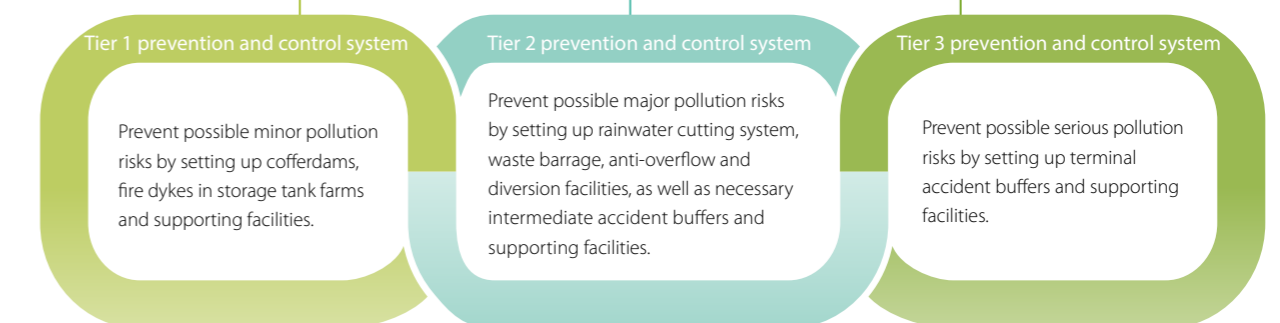 Tier 1 prevention and control system
Prevent possible minor pollution
risks by setting up cofferdams,
fire dykes in storage tank farms
and supporting facilities.
Tier 2 prevention and control system
Prevent possible major pollution risks
by setting up rainwater cutting system,
waste barrage, anti-overflow and
diversion facilities, as well as necessary
intermediate accident buffers and
supporting facilities.
Tier 3 prevention and control system
Prevent possible serious pollution
risks by setting up terminal
accident buffers and supporting
facilities.